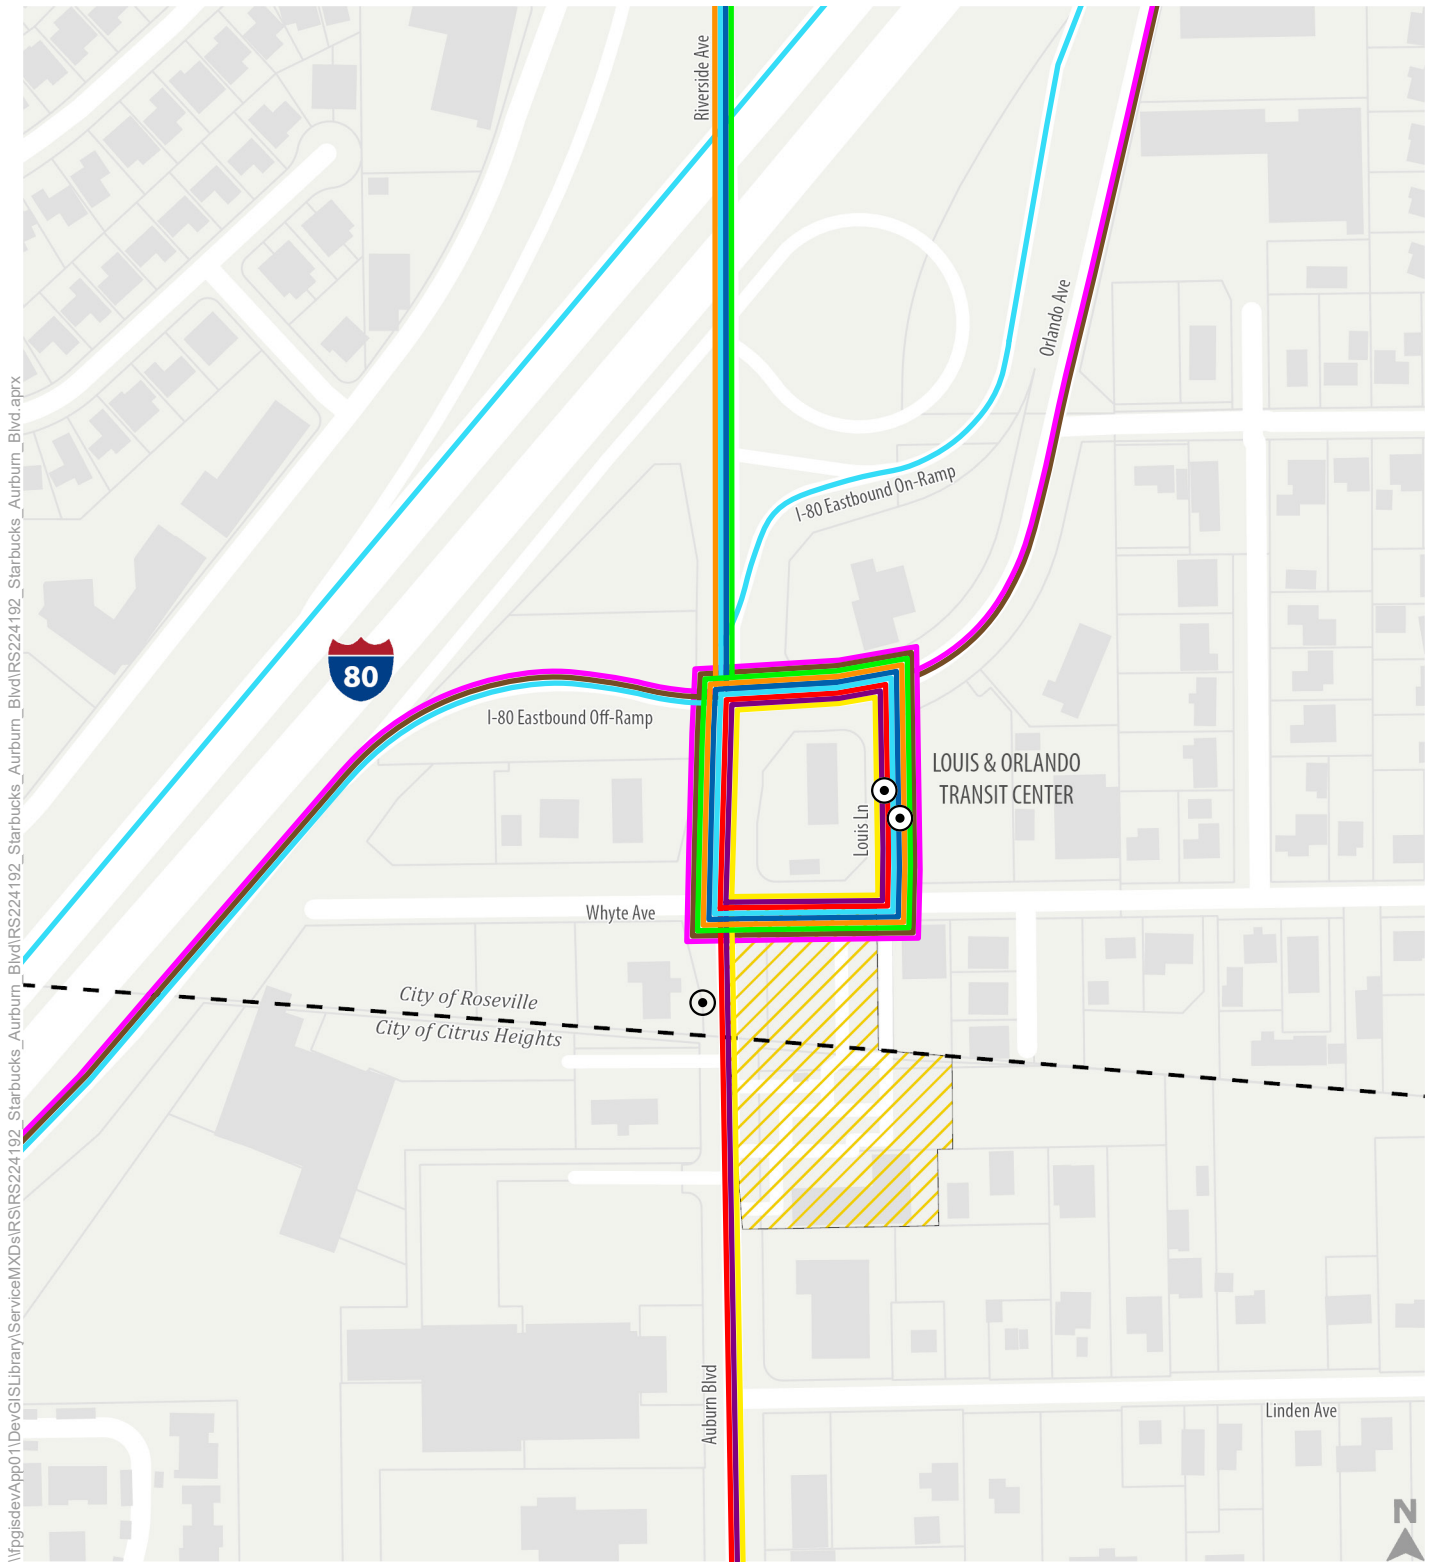 Riverside Ave
Orlando Ave
I-80 Eastbound On-Ramp
80
I-80 Eastbound Off-Ramp
LOUIS & ORLANDO
TRANSIT CENTER
Louis Ln
Whyte Ave
City of Roseville
City of Citrus Heights
Auburn Blvd
Linden Ave
N
\\fpgisdevApp01\DevGISLibrary\ServiceMXDs\RS\RS224192_Starbucks_Aurburn_Blvd\RS224192_Starbucks_Aurburn_Blvd\RS224192_Starbucks_Aurburn_Blvd.aprx